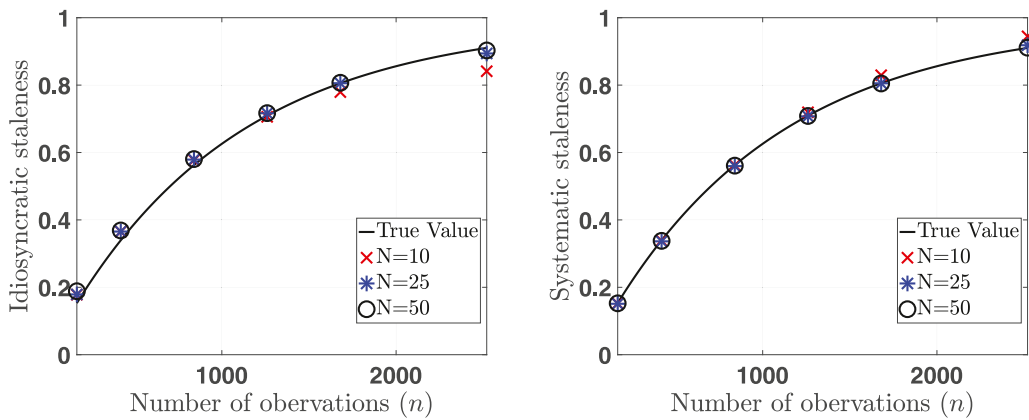 1
0.8
0.6
0.4
0.2
0
Idiosyncratic staleness
True Value
N=10
N=25
N=50
1000
2000
Number of obervations (n)
1
0.8
0.6
0.4
0.2
0
Systematic staleness
True Value
N=10
N=25
N=50
1000
2000
Number of obervations (n)